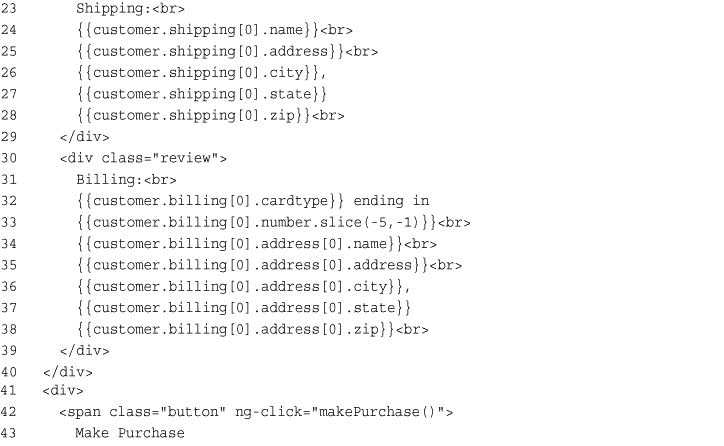 23       Shipping:<br>
24       {{customer.shipping[0].name}}<br>
25       {{customer.shipping[0].address}}<br>
26       {{customer.shipping[0].city}},
27       {{customer.shipping[0].state}}
28       {{customer.shipping[0].zip}}<br>
29     </div>
30     <div class="review">
31       Billing:<br>
32       {{customer.billing[0].cardtype}} ending in
33       {{customer.billing[0].number.slice(-5,-1)}}<br>
34       {{customer.billing[0].address[0].name}}<br>
35       {{customer.billing[0].address[0].address}}<br>
36       {{customer.billing[0].address[0].city}},
37       {{customer.billing[0].address[0].state}}
38       {{customer.billing[0].address[0].zip}}<br>
39     </div>
40   </div>
41   <div>
42     <span class="button" ng-click="makePurchase()">
43       Make Purchase